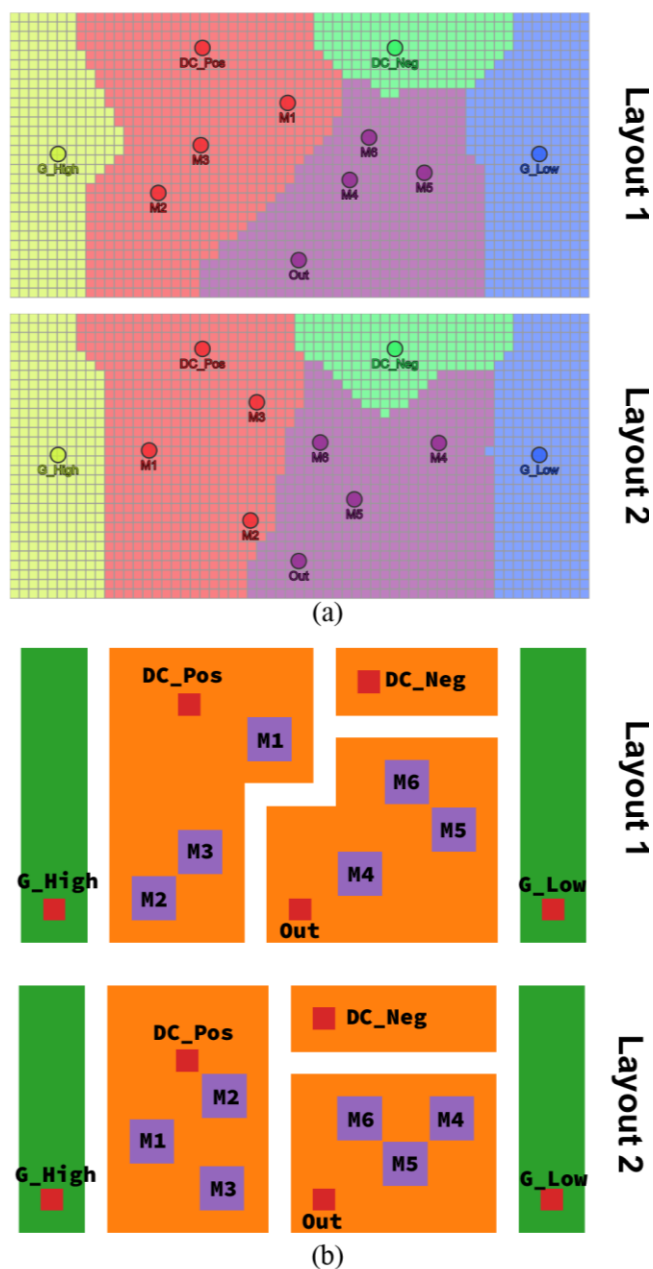 DC_Pos
DC_Neg
M1
M6
M3
G_High
G_Low
M5
M4
M2
Out
Layout 1
DC_Pos
DC_Neg
M3
M1
M6
M4
G_High
G_Low
M5
M2
Out
Layout 2
(a)
DC_Pos
DC_Neg
M1
M6
M5
M3
M4
G_High
M2
G_Low
Out
Layout 1
DC_Neg
DC_Pos
M2
M6
M4
M1
M5
G_High
M3
G_Low
Out
Layout 2
(b)